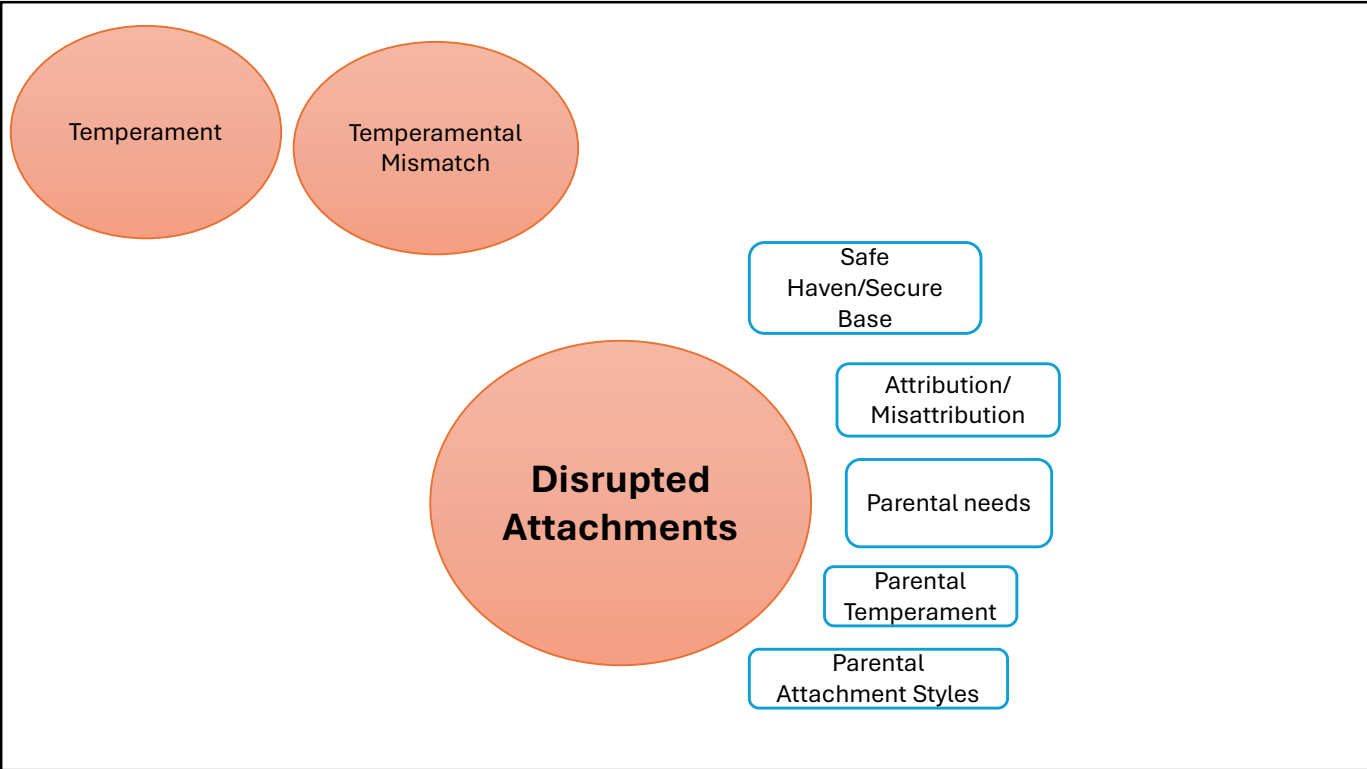 Temperament
Temperamental
Mismatch
Safe
Haven/Secure
Base
Attribution/
Misattribution
Disrupted
Attachments
Parental needs
Parental
Temperament
Parental
Attachment Styles